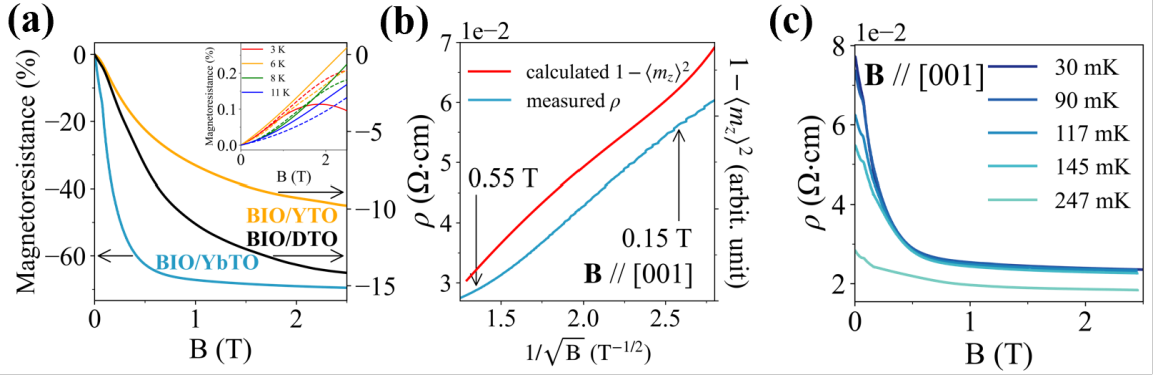 (a)
Magnetoresistance (%)
0
−20
−40
−60
0
−5
−10
−15
0
1
2
B (T)
BIO/YTO
BIO/DTO
BIO/YbTO
Magnetoresistance (%)
0.2
0.1
0.0
0
2
B (T)
3 K
6 K
8 K
11 K
(b)
1e−2
7
6
5
4
3
ρ (Ω·cm)
calculated 1 − ⟨m_z⟩²
measured ρ
0.55 T
0.15 T
B // [001]
1.5
2.0
2.5
1/√B (T⁻¹/²)
1 − ⟨m_z⟩² (arbit. unit)
(c)
1e−2
8
6
4
2
ρ (Ω·cm)
B // [001]
30 mK
90 mK
117 mK
145 mK
247 mK
0
1
2
B (T)